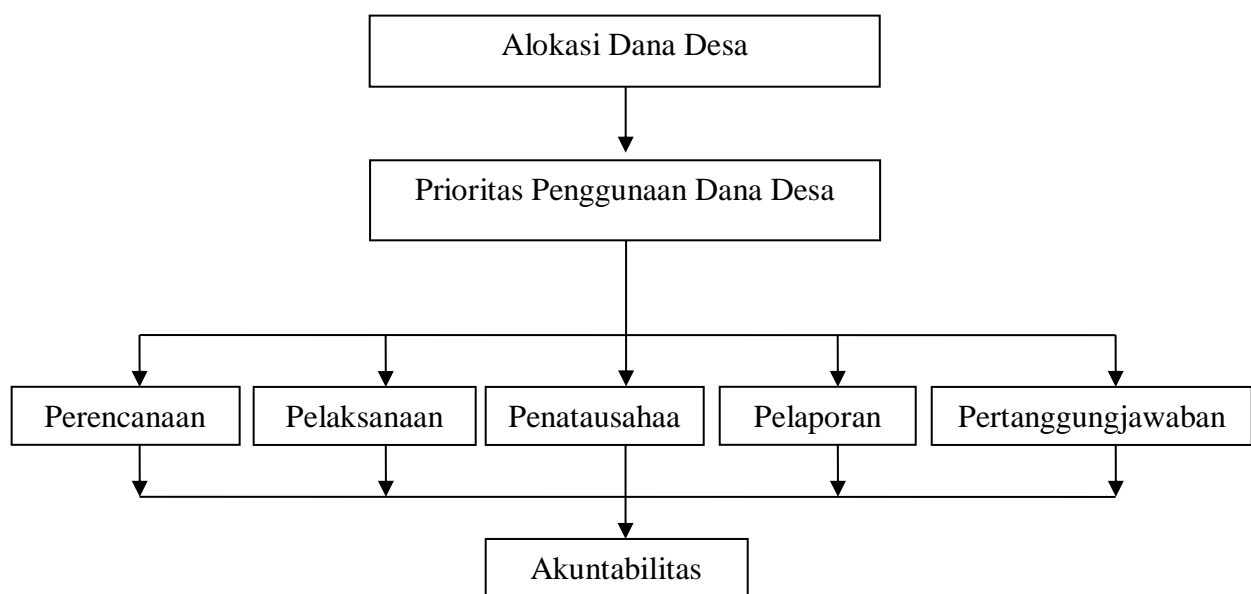 Alokasi Dana Desa
Prioritas Penggunaan Dana Desa
Perencanaan
Pelaksanaan
Penatausahaa
Pelaporan
Pertanggungjawaban
Akuntabilitas